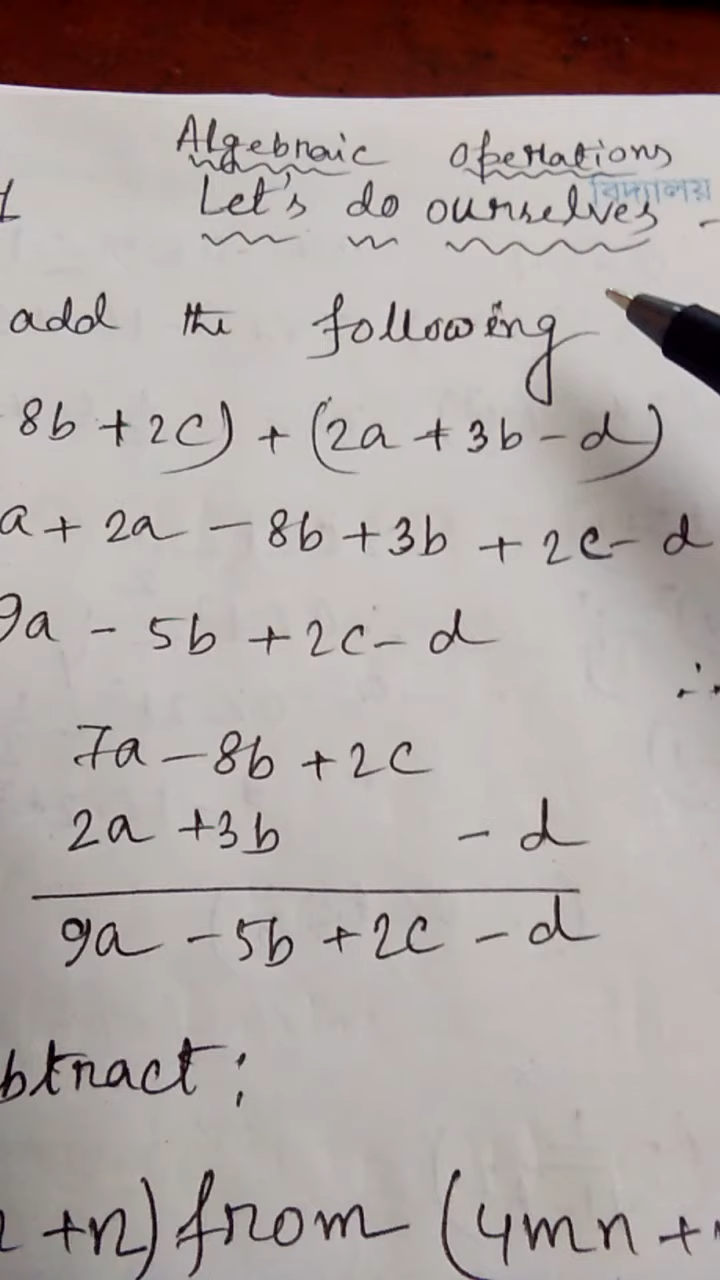 Algebraic operations
Let's do ourselves -
বিদ্যালয়
add the following
8b + 2c) + (2a + 3b - d)
a + 2a - 8b + 3b + 2c - d
9a - 5b + 2c - d
∴
7a - 8b + 2c
2a + 3b - d
9a - 5b + 2c - d
btract:
+n) from (4mn +